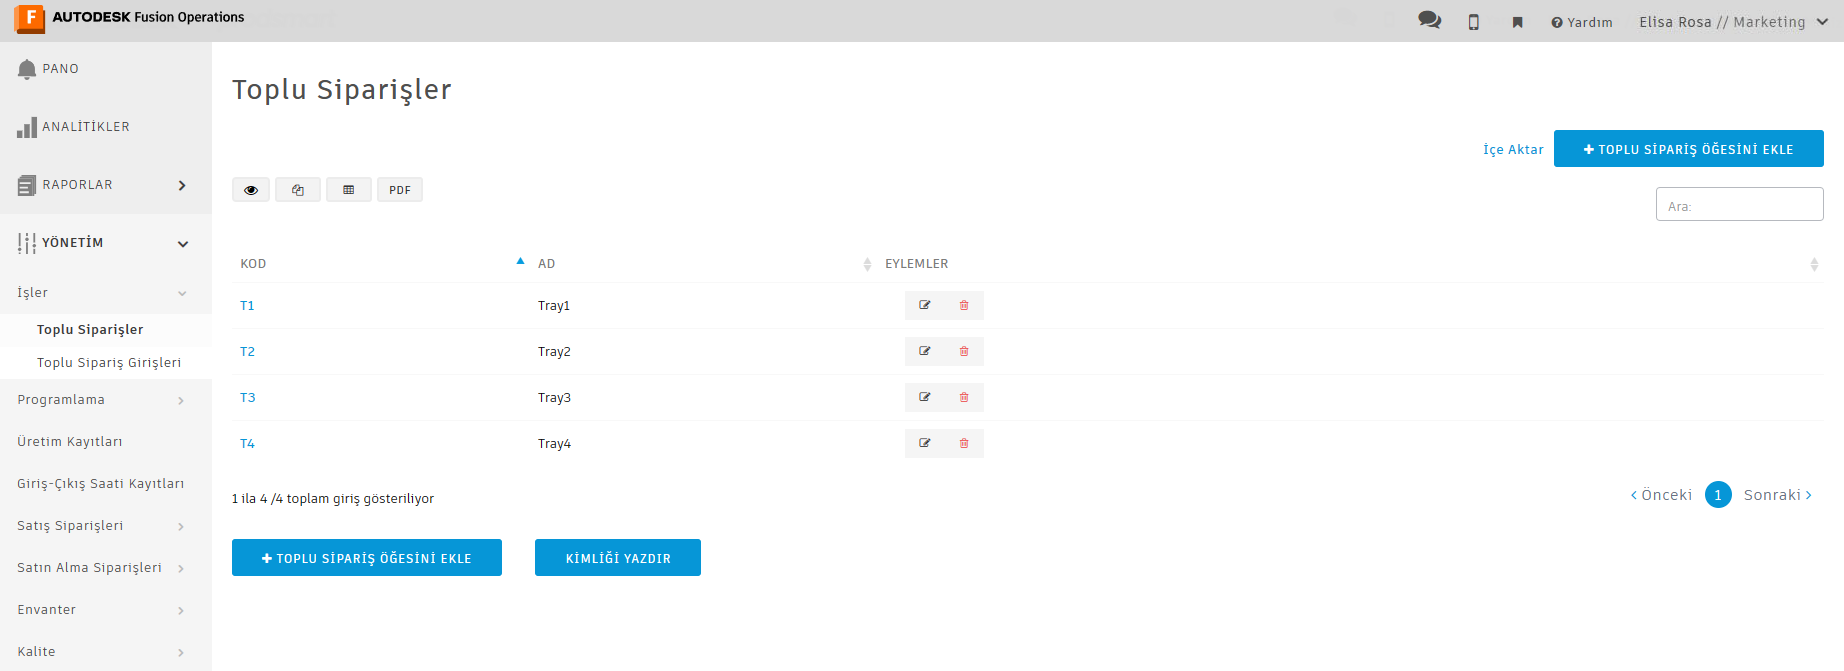 AUTODESK Fusion Operations
Yardım
Elisa Rosa // Marketing
PANO
ANALİTİKLER
RAPORLAR
YÖNETİM
İşler
Toplu Siparişler
Toplu Sipariş Girişleri
Programlama
Üretim Kayıtları
Giriş-Çıkış Saati Kayıtları
Satış Siparişleri
Satın Alma Siparişleri
Envanter
Kalite
Toplu Siparişler
İçe Aktar
TOPLU SİPARİŞ ÖĞESİNİ EKLE
PDF
Ara:
KOD AD EYLEMLER
T1 Tray1
T2 Tray2
T3 Tray3
T4 Tray4
1 ila 4 /4 toplam giriş gösteriliyor
Önceki 1 Sonraki
TOPLU SİPARİŞ ÖĞESİNİ EKLE
KİMLİĞİ YAZDIR